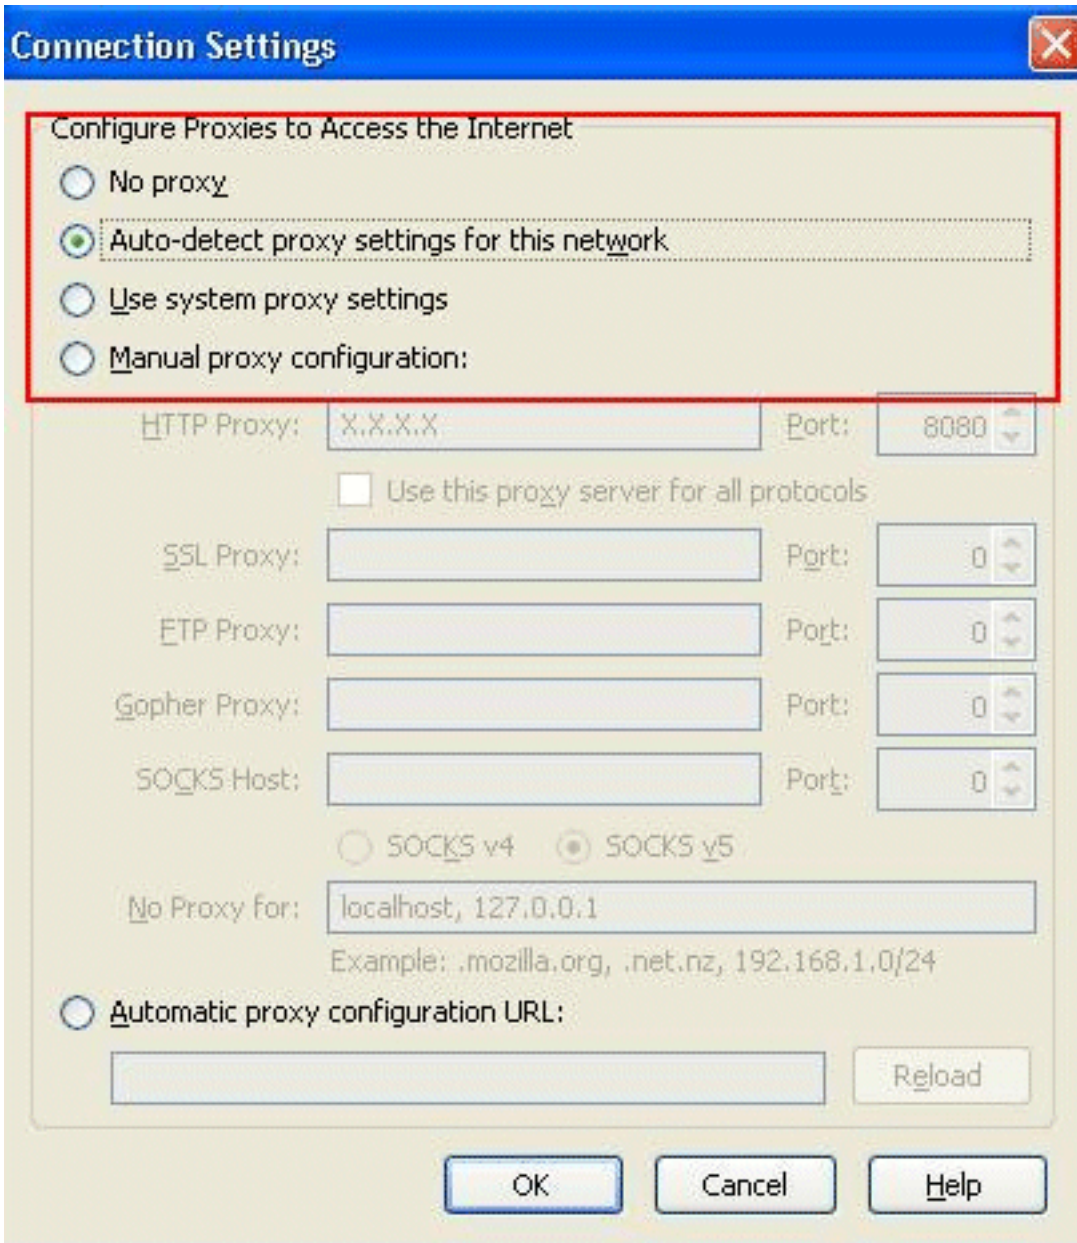 Connection Settings
Configure Proxies to Access the Internet
No proxy
Auto-detect proxy settings for this network
Use system proxy settings
Manual proxy configuration:
HTTP Proxy: X.X.X.X Port: 8080
Use this proxy server for all protocols
SSL Proxy: Port: 0
FTP Proxy: Port: 0
Gopher Proxy: Port: 0
SOCKS Host: Port: 0
SOCKS v4 SOCKS v5
No Proxy for: localhost, 127.0.0.1
Example: .mozilla.org, .net.nz, 192.168.1.0/24
Automatic proxy configuration URL:
Reload
OK Cancel Help